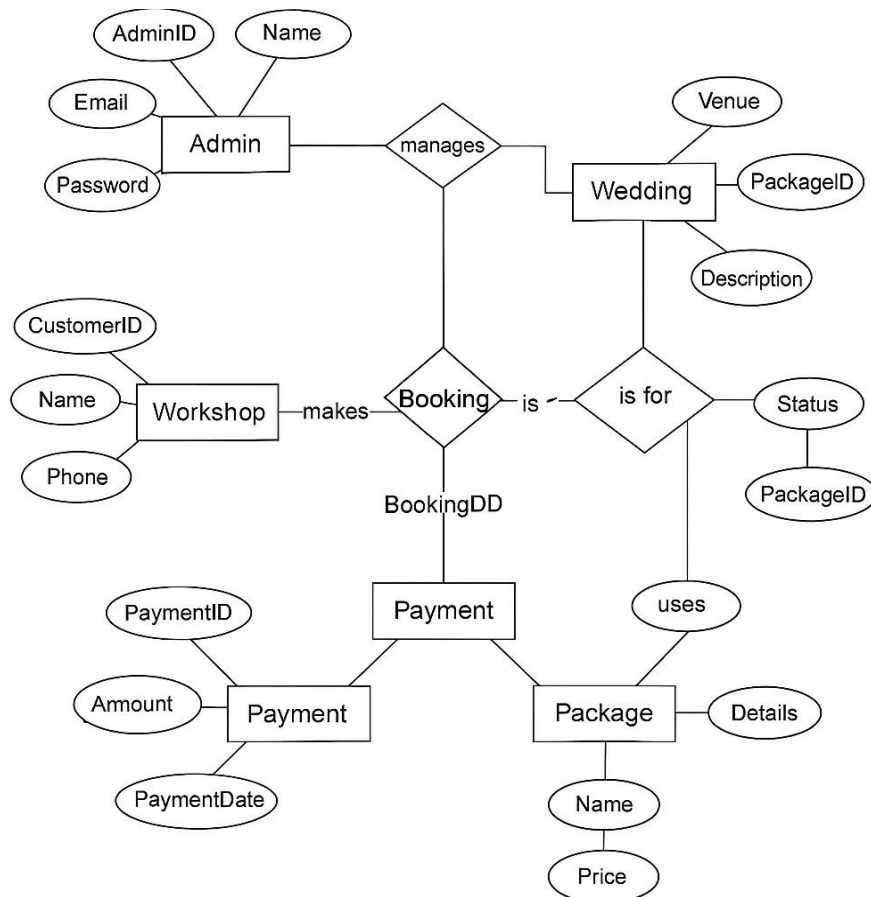 AdminID
Name
Email
Admin
Password
manages
Venue
Wedding
PackageID
Description
CustomerID
Name
Workshop
Phone
makes
Booking
is
is for
Status
PackageID
BookingDD
PaymentID
Payment
uses
Amount
Payment
Package
Details
PaymentDate
Name
Price